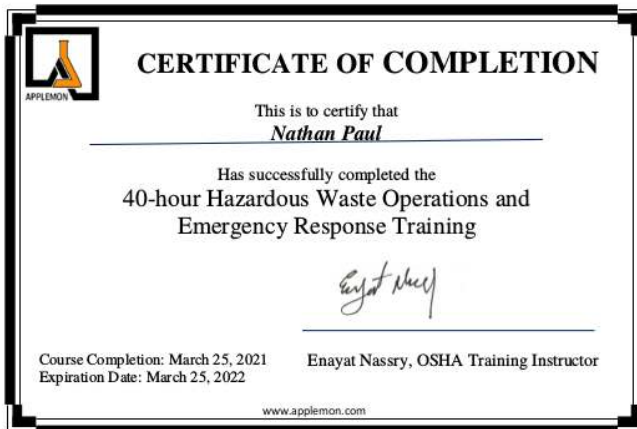 APPLEMON
CERTIFICATE OF COMPLETION
This is to certify that
Nathan Paul
Has successfully completed the
40-hour Hazardous Waste Operations and
Emergency Response Training
Course Completion: March 25, 2021
Expiration Date: March 25, 2022
Enayat Nassry, OSHA Training Instructor
www.applemon.com